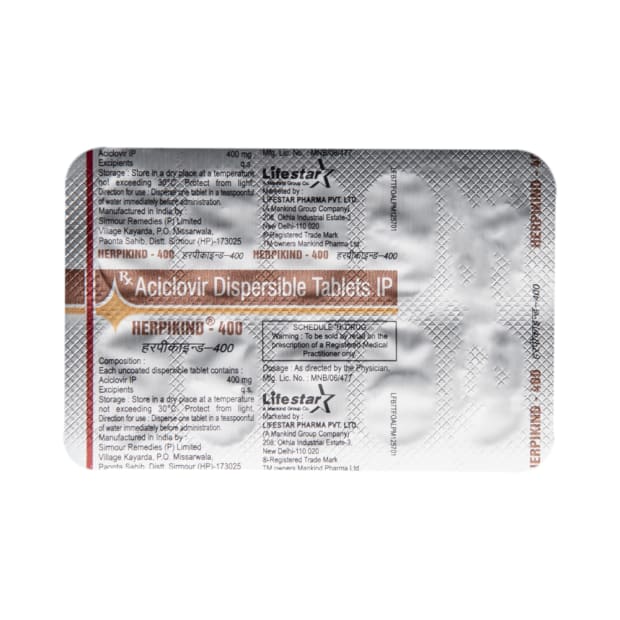 Aciclovir IP 400 mg
Excipients q.s.
Storage : Store in a dry place at a temperature
not exceeding 30°C. Protect from light.
Direction for use : Disperse one tablet in a teaspoonful
of water immediately before administration.
Manufactured in India by :
Sirmour Remedies (P) Limited
Village Kayarda, P.O. Missarwala,
Paonta Sahib, Distt. Sirmour (HP)-173025
Mfg. Lic. No. : MNB/06/477
Lifestar
A Mankind Group Co.
Marketed by :
LIFESTAR PHARMA PVT. LTD.
(A Mankind Group Company)
208, Okhla Industrial Estate-3,
New Delhi-110 020
®-Registered Trade Mark
TM owners Mankind Pharma Ltd.
HERPIKIND - 400 हरपीकाइन्ड-400 HERPIKIND - 400 हरपीकाइन्ड-400
Rx Aciclovir Dispersible Tablets IP
HERPIKIND® - 400
हरपीकाइन्ड-400
Composition :
Each uncoated dispersible tablet contains :
Aciclovir IP 400 mg
Excipients q.s.
Storage : Store in a dry place at a temperature
not exceeding 30°C. Protect from light.
Direction for use : Disperse one tablet in a teaspoonful
of water immediately before administration.
Manufactured in India by :
Sirmour Remedies (P) Limited
Village Kayarda, P.O. Missarwala,
Paonta Sahib, Distt. Sirmour (HP)-173025
SCHEDULE 'H' DRUG
Warning : To be sold by retail on the
prescription of a Registered Medical
Practitioner only.
Dosage : As directed by the Physician.
Mfg. Lic. No. : MNB/06/477
Lifestar
A Mankind Group Co.
Marketed by :
LIFESTAR PHARMA PVT. LTD.
(A Mankind Group Company)
208, Okhla Industrial Estate-3,
New Delhi-110 020
®-Registered Trade Mark
TM owners Mankind Pharma Ltd.
HERPIKIND - 400
हरपीकाइन्ड-400